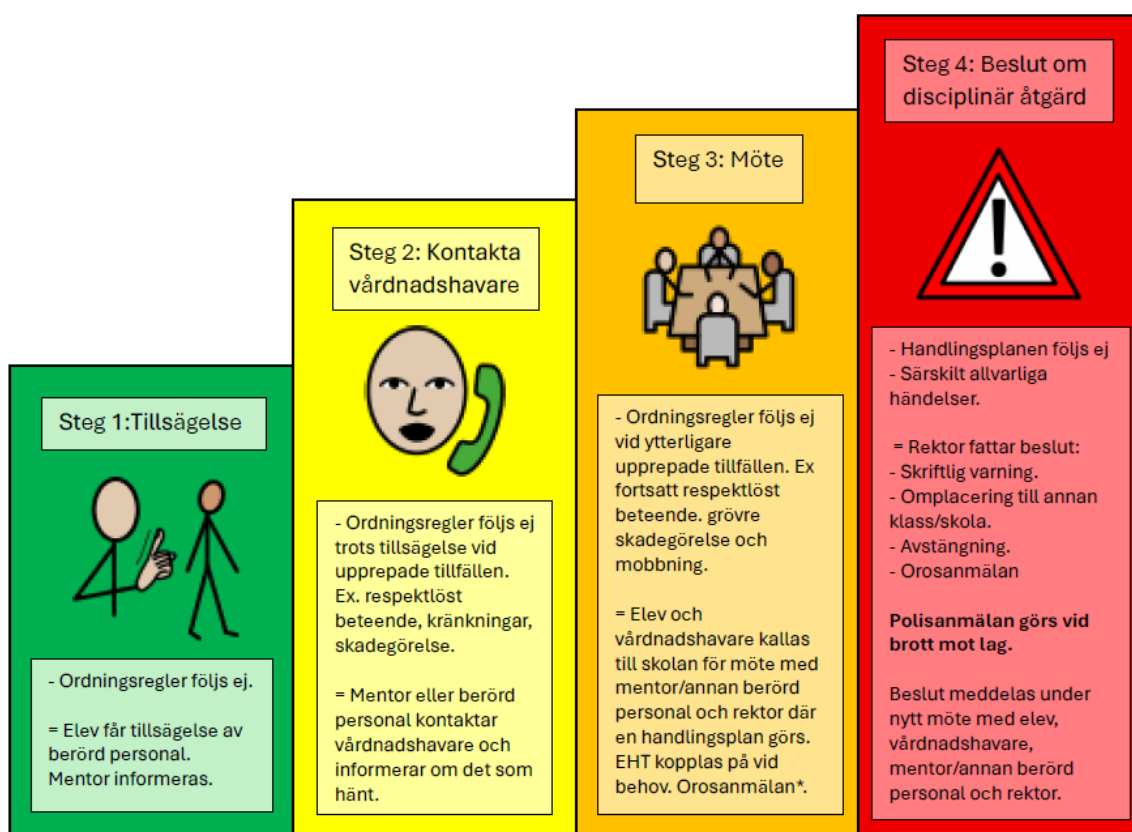 Steg 1:Tillsägelse
- Ordningsregler följs ej.
= Elev får tillsägelse av
berörd personal.
Mentor informeras.
Steg 2: Kontakta
vårdnadshavare
- Ordningsregler följs ej
trots tillsägelse vid
upprepade tillfällen.
Ex. respektlöst
beteende, kränkningar,
skadegörelse.
= Mentor eller berörd
personal kontaktar
vårdnadshavare och
informerar om det som
hänt.
Steg 3: Möte
- Ordningsregler följs ej
vid ytterligare
upprepade tillfällen. Ex
fortsatt respektlöst
beteende. grövre
skadegörelse och
mobbning.
= Elev och
vårdnadshavare kallas
till skolan för möte med
mentor/annan berörd
personal och rektor där
en handlingsplan görs.
EHT kopplas på vid
behov. Orosanmälan*.
Steg 4: Beslut om
disciplinär åtgärd
- Handlingsplanen följs ej
- Särskilt allvarliga
händelser.
= Rektor fattar beslut:
- Skriftlig varning.
- Omplacering till annan
klass/skola.
- Avstängning.
- Orosanmälan
Polisanmälan görs vid
brott mot lag.
Beslut meddelas under
nytt möte med elev,
vårdnadshavare,
mentor/annan berörd
personal och rektor.